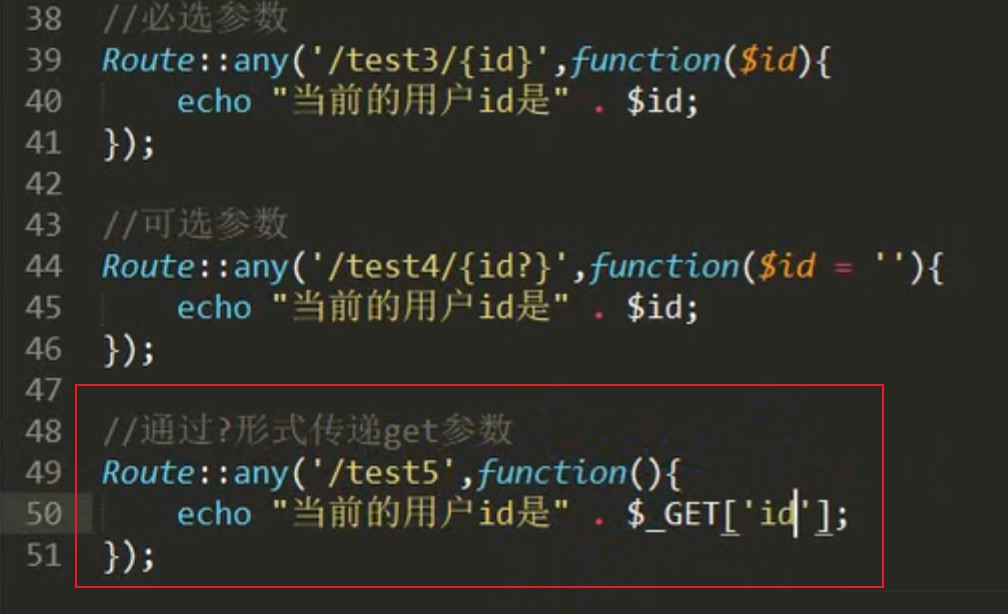 38 //必选参数
39 Route::any('/test3/{id}',function($id){
40     echo "当前的用户id是" . $id;
41 });
42
43 //可选参数
44 Route::any('/test4/{id?}',function($id = ''){
45     echo "当前的用户id是" . $id;
46 });
47
48 //通过?形式传递get参数
49 Route::any('/test5',function(){
50     echo "当前的用户id是" . $_GET['id'];
51 });